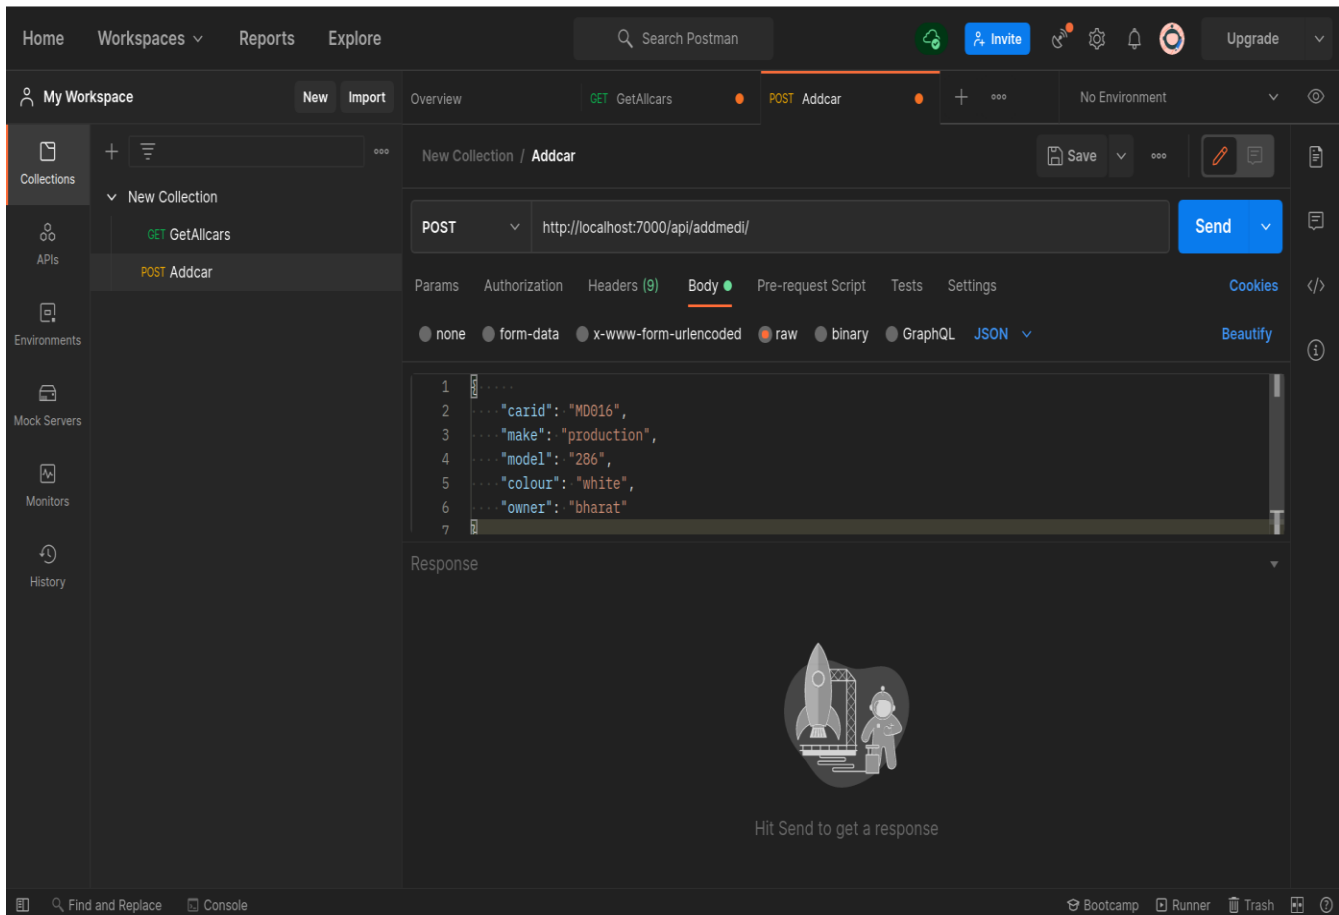 Home Workspaces Reports Explore Search Postman Invite Upgrade
My Workspace New Import Overview GET GetAllcars POST Addcar No Environment
Collections
APIs
Environments
Mock Servers
Monitors
History
New Collection
GET GetAllcars
POST Addcar
New Collection / Addcar Save
POST http://localhost:7000/api/addmedi/ Send
Params Authorization Headers (9) Body Pre-request Script Tests Settings Cookies
none form-data x-www-form-urlencoded raw binary GraphQL JSON Beautify
1 {
2 "carid": "MD016",
3 "make": "production",
4 "model": "286",
5 "colour": "white",
6 "owner": "bharat"
7 }
Response
Hit Send to get a response
Find and Replace Console Bootcamp Runner Trash